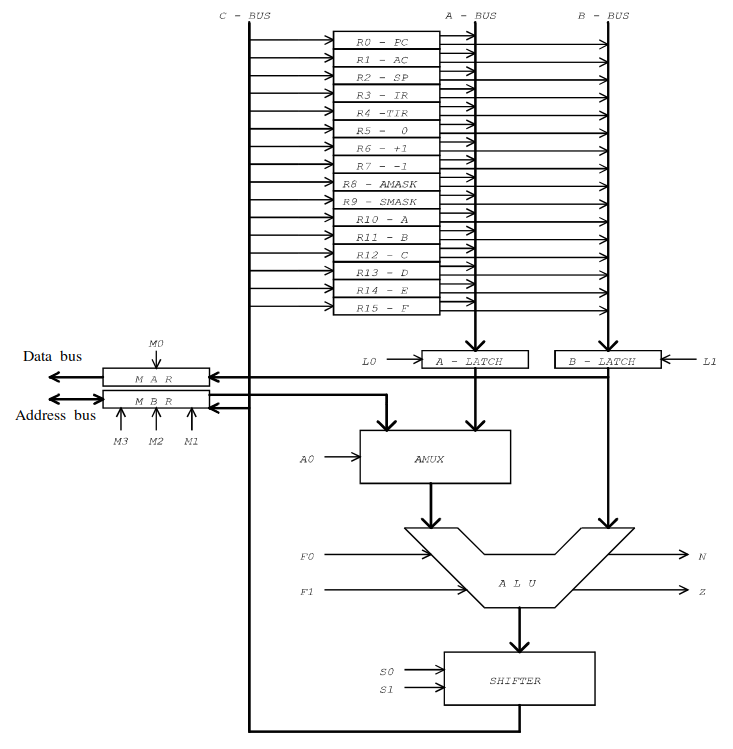 C - BUS
A - BUS
B - BUS
R0 - PC
R1 - AC
R2 - SP
R3 - IR
R4 -TIR
R5 -  0
R6 - +1
R7 - -1
R8 - AMASK
R9 - SMASK
R10 - A
R11 - B
R12 - C
R13 - D
R14 - E
R15 - F
M0
Data bus
L0
A - LATCH
B - LATCH
L1
M A R
M B R
Address bus
M3
M2
M1
A0
AMUX
F0
N
A L U
F1
Z
S0
SHIFTER
S1